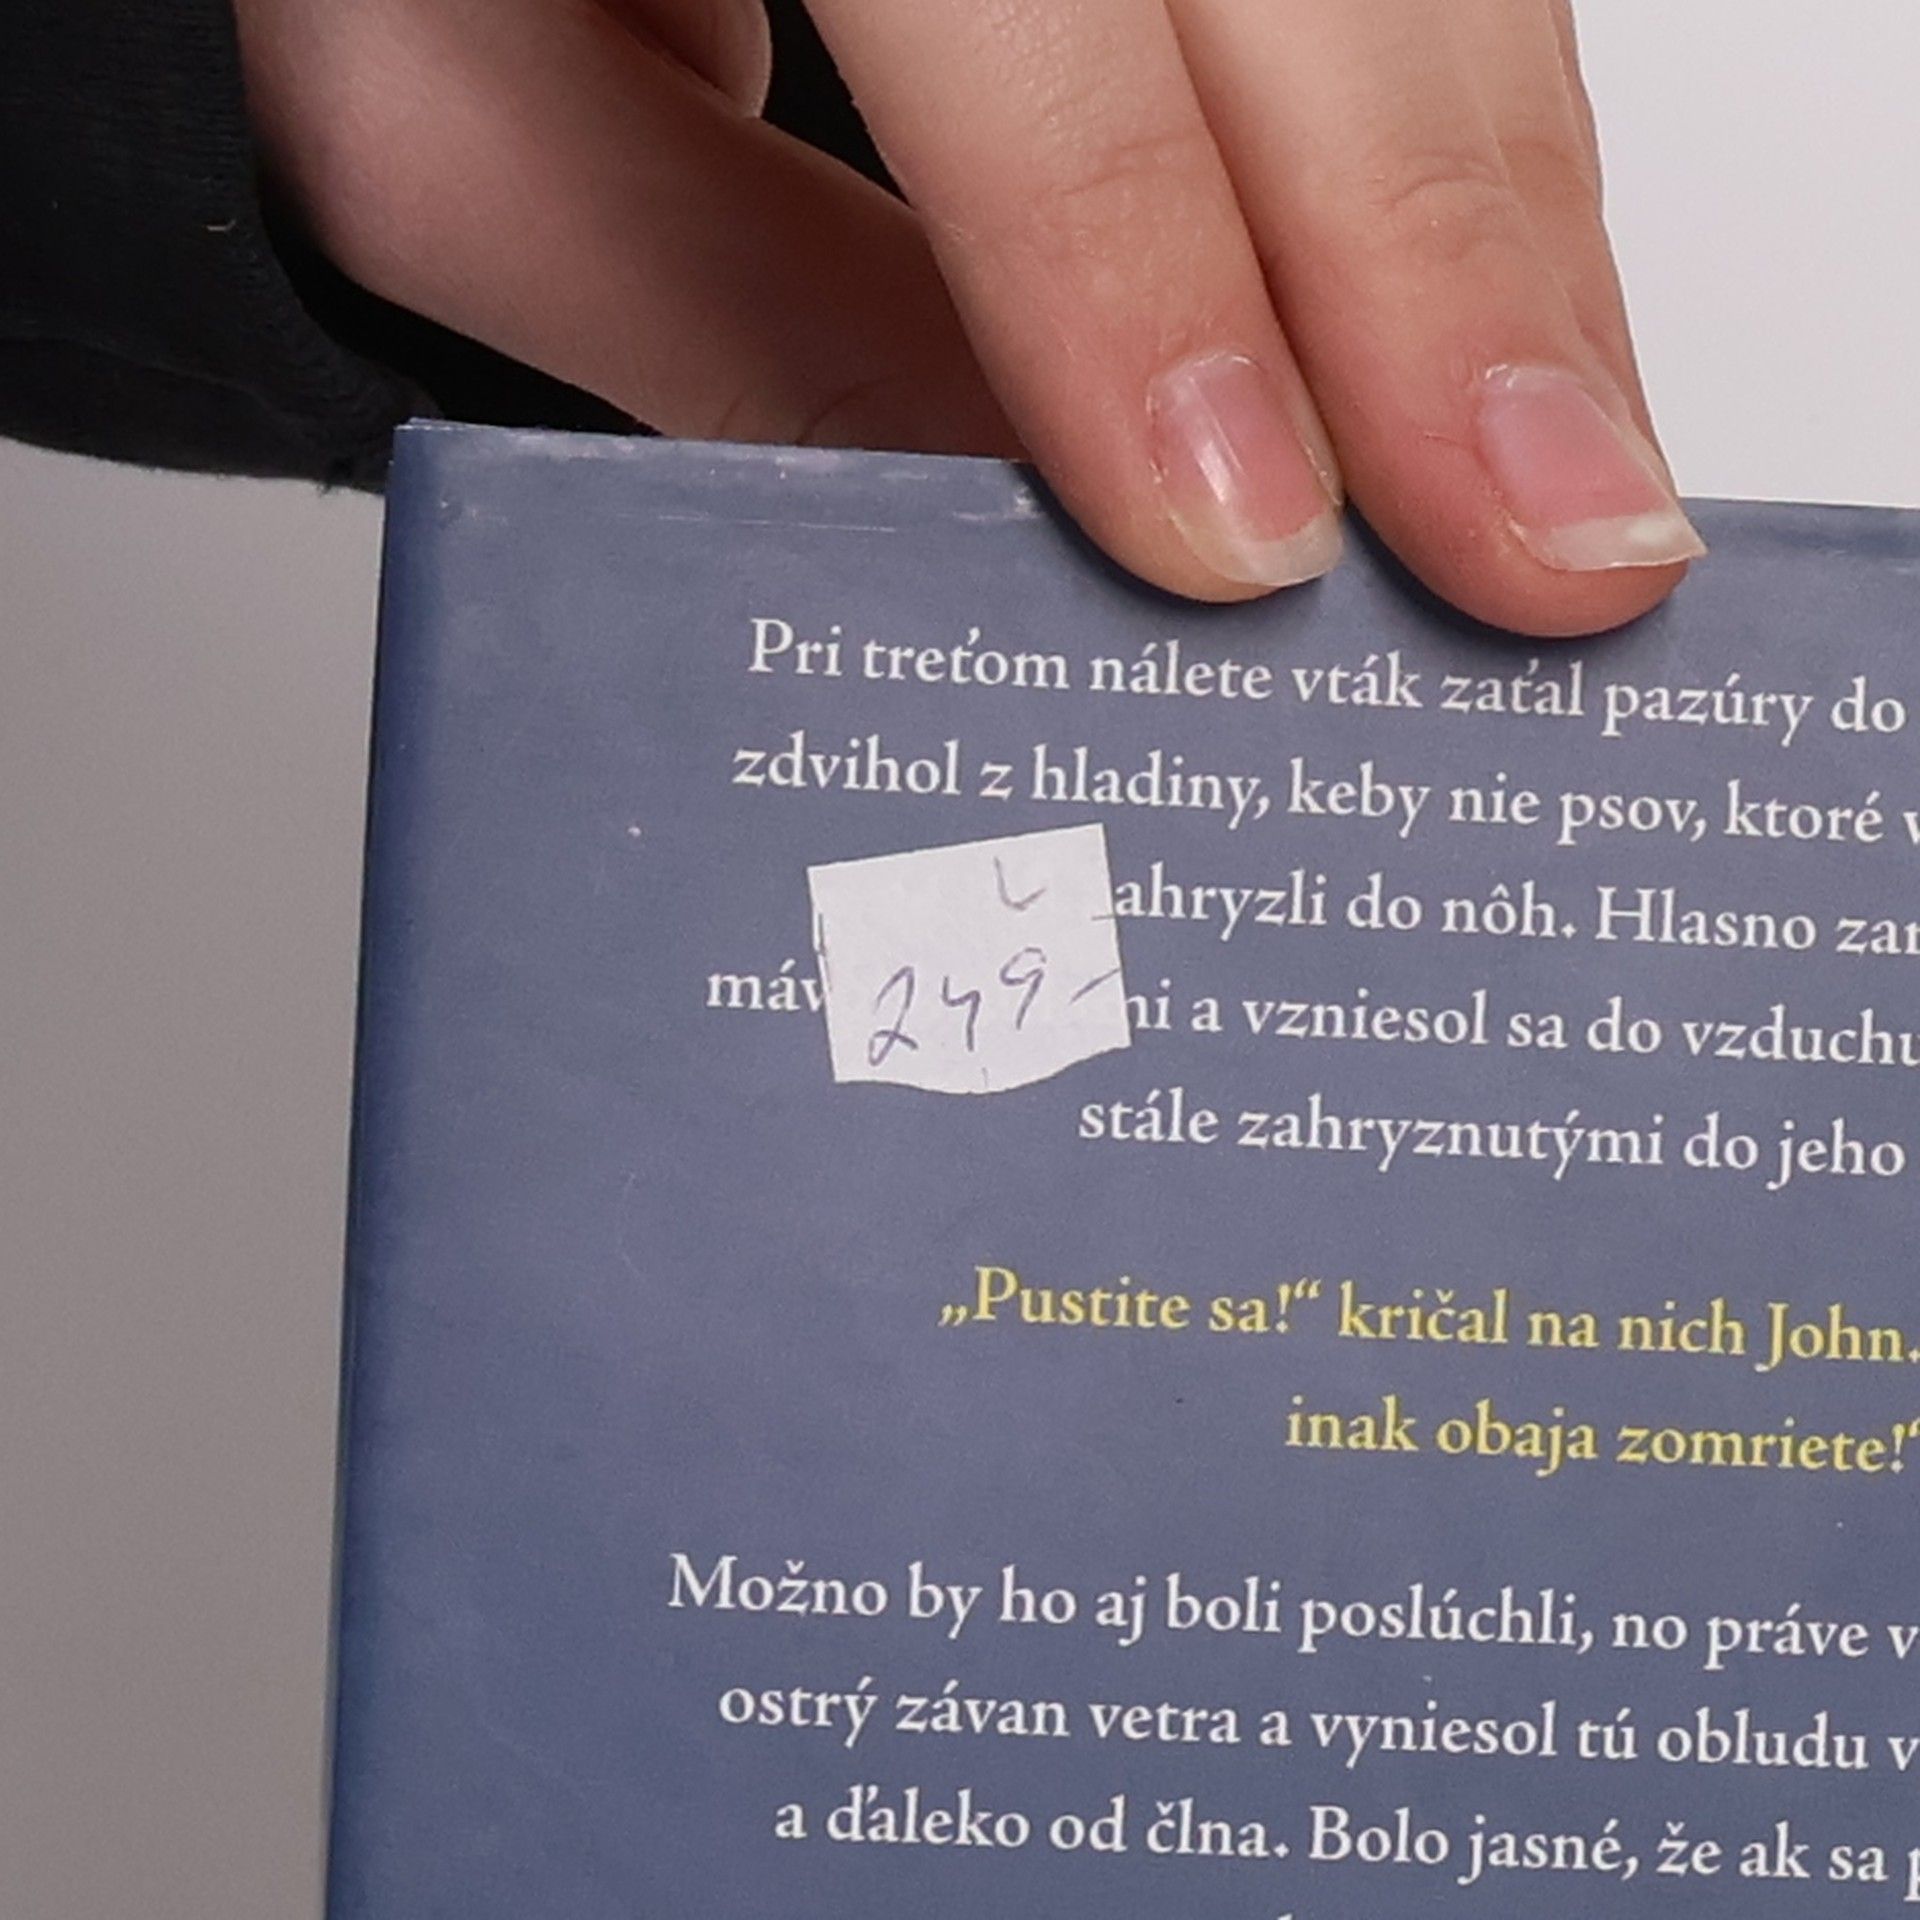 Pri treťom nálete vták zaťal pazúry do
zdvihol z hladiny, keby nie psov, ktoré
ahryzli do nôh. Hlasno
L
249-
a vzniesol sa do vzduchu
stále zahryznutými do jeho
„Pustite sa!“ kričal na nich John.
inak obaja zomriete!“
Možno by ho aj boli poslúchli, no práve
ostrý závan vetra a vyniesol tú obludu
a ďaleko od člna. Bolo jasné, že ak sa